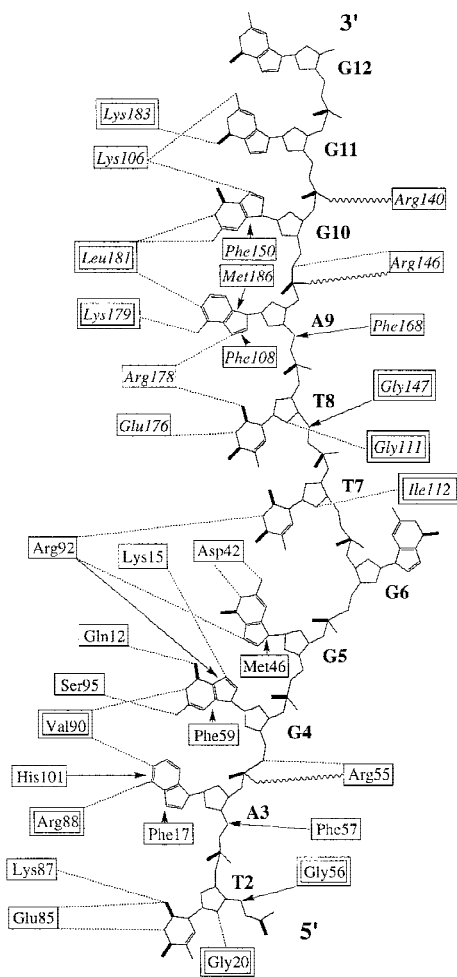 3'
G12
Lys183
G11
Lys106
Arg140
G10
Phe150
Leu181
Met186
Arg146
Lys179
A9
Phe168
Phe108
Arg178
T8
Gly147
Glu176
Gly111
T7
Ile112
Arg92
Lys15
Asp42
G6
Gln12
G5
Met46
Ser95
Val90
Phe59
G4
His101
Arg55
Arg88
A3
Phe17
Phe57
Lys87
T2
Gly56
Glu85
5'
Gly20